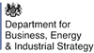 Department for
Business, Energy
& Industrial Strategy